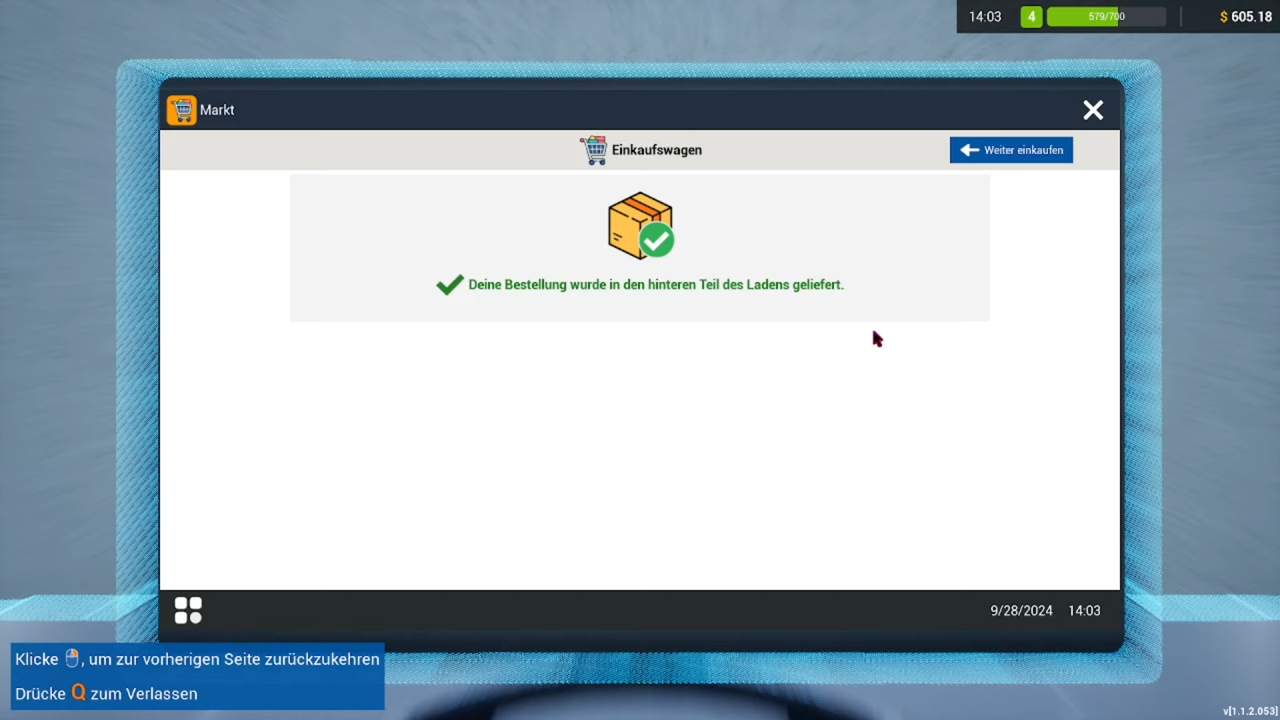 14:03 4 579/700 $ 605.18
Markt
Einkaufswagen
Weiter einkaufen
Deine Bestellung wurde in den hinteren Teil des Ladens geliefert.
9/28/2024 14:03
Klicke , um zur vorherigen Seite zurückzukehren
Drücke Q zum Verlassen
v[1.1.2.053]